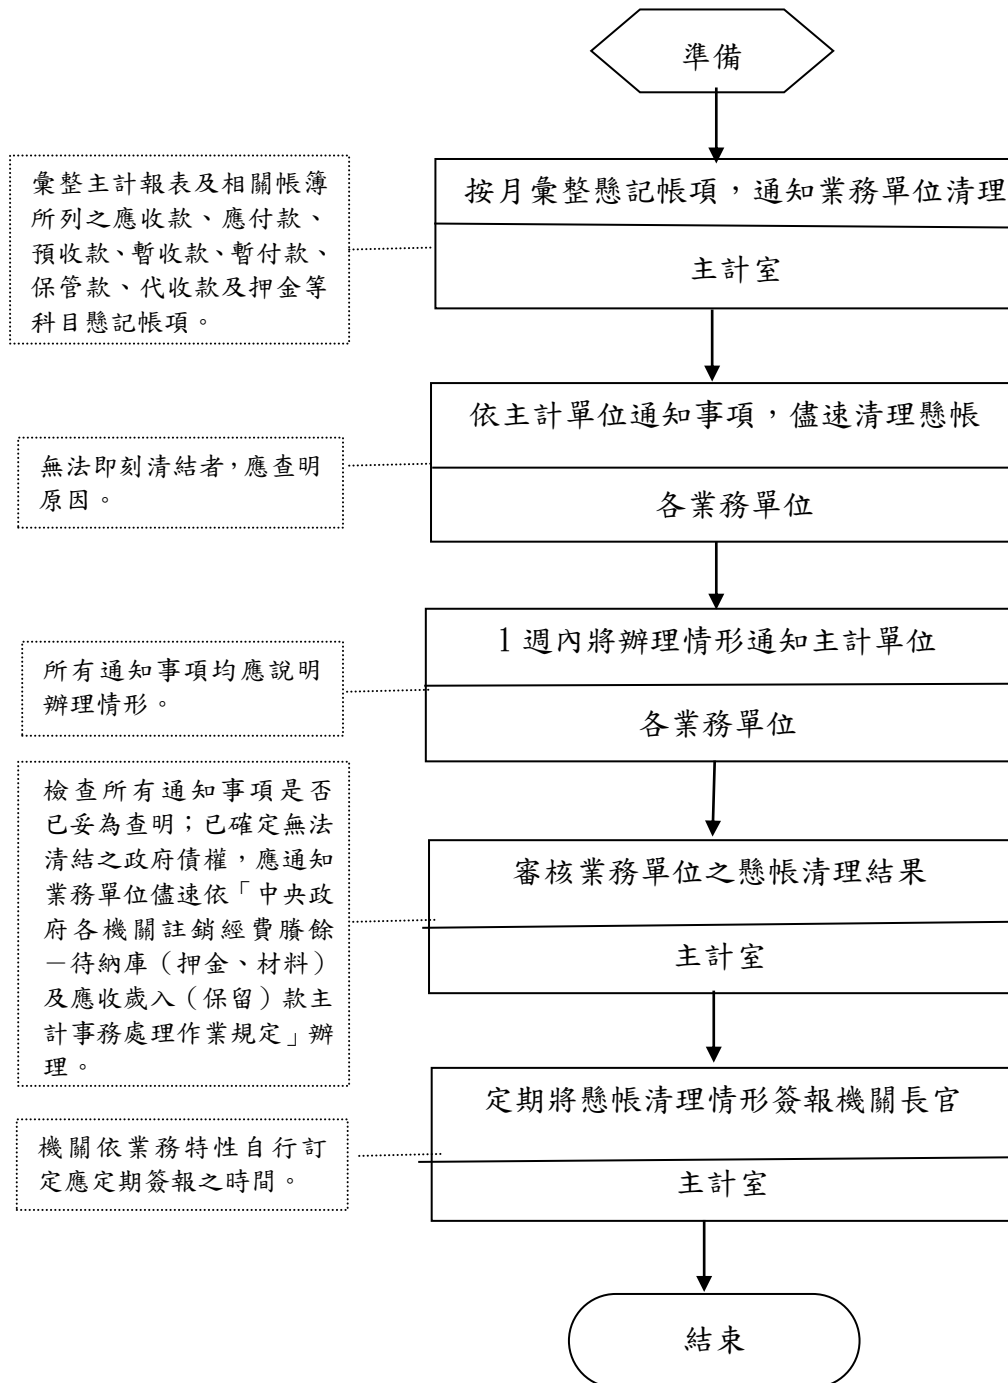 準備
彙整主計報表及相關帳簿
所列之應收款、應付款、
預收款、暫收款、暫付款、
保管款、代收款及押金等
科目懸記帳項。
按月彙整懸記帳項，通知業務單位清理
主計室
依主計單位通知事項，儘速清理懸帳
各業務單位
無法即刻清結者，應查明
原因。
1 週內將辦理情形通知主計單位
各業務單位
所有通知事項均應說明
辦理情形。
檢查所有通知事項是否
已妥為查明；已確定無法
清結之政府債權，應通知
業務單位儘速依「中央政
府各機關註銷經費賸餘
－待納庫（押金、材料）
及應收歲入（保留）款主
計事務處理作業規定」辦
理。
審核業務單位之懸帳清理結果
主計室
定期將懸帳清理情形簽報機關長官
主計室
機關依業務特性自行訂
定應定期簽報之時間。
結束